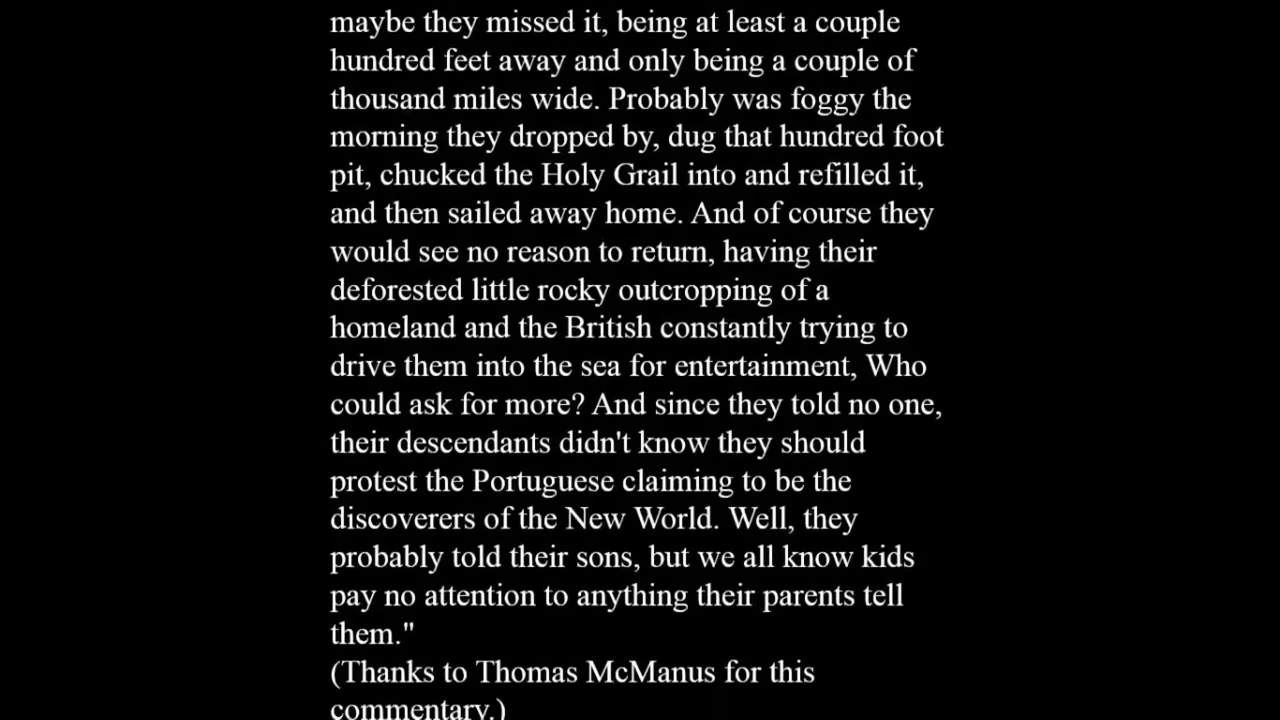 maybe they missed it, being at least a couple
hundred feet away and only being a couple of
thousand miles wide. Probably was foggy the
morning they dropped by, dug that hundred foot
pit, chucked the Holy Grail into and refilled it,
and then sailed away home. And of course they
would see no reason to return, having their
deforested little rocky outcropping of a
homeland and the British constantly trying to
drive them into the sea for entertainment, Who
could ask for more? And since they told no one,
their descendants didn't know they should
protest the Portuguese claiming to be the
discoverers of the New World. Well, they
probably told their sons, but we all know kids
pay no attention to anything their parents tell
them."
(Thanks to Thomas McManus for this
commentary.)